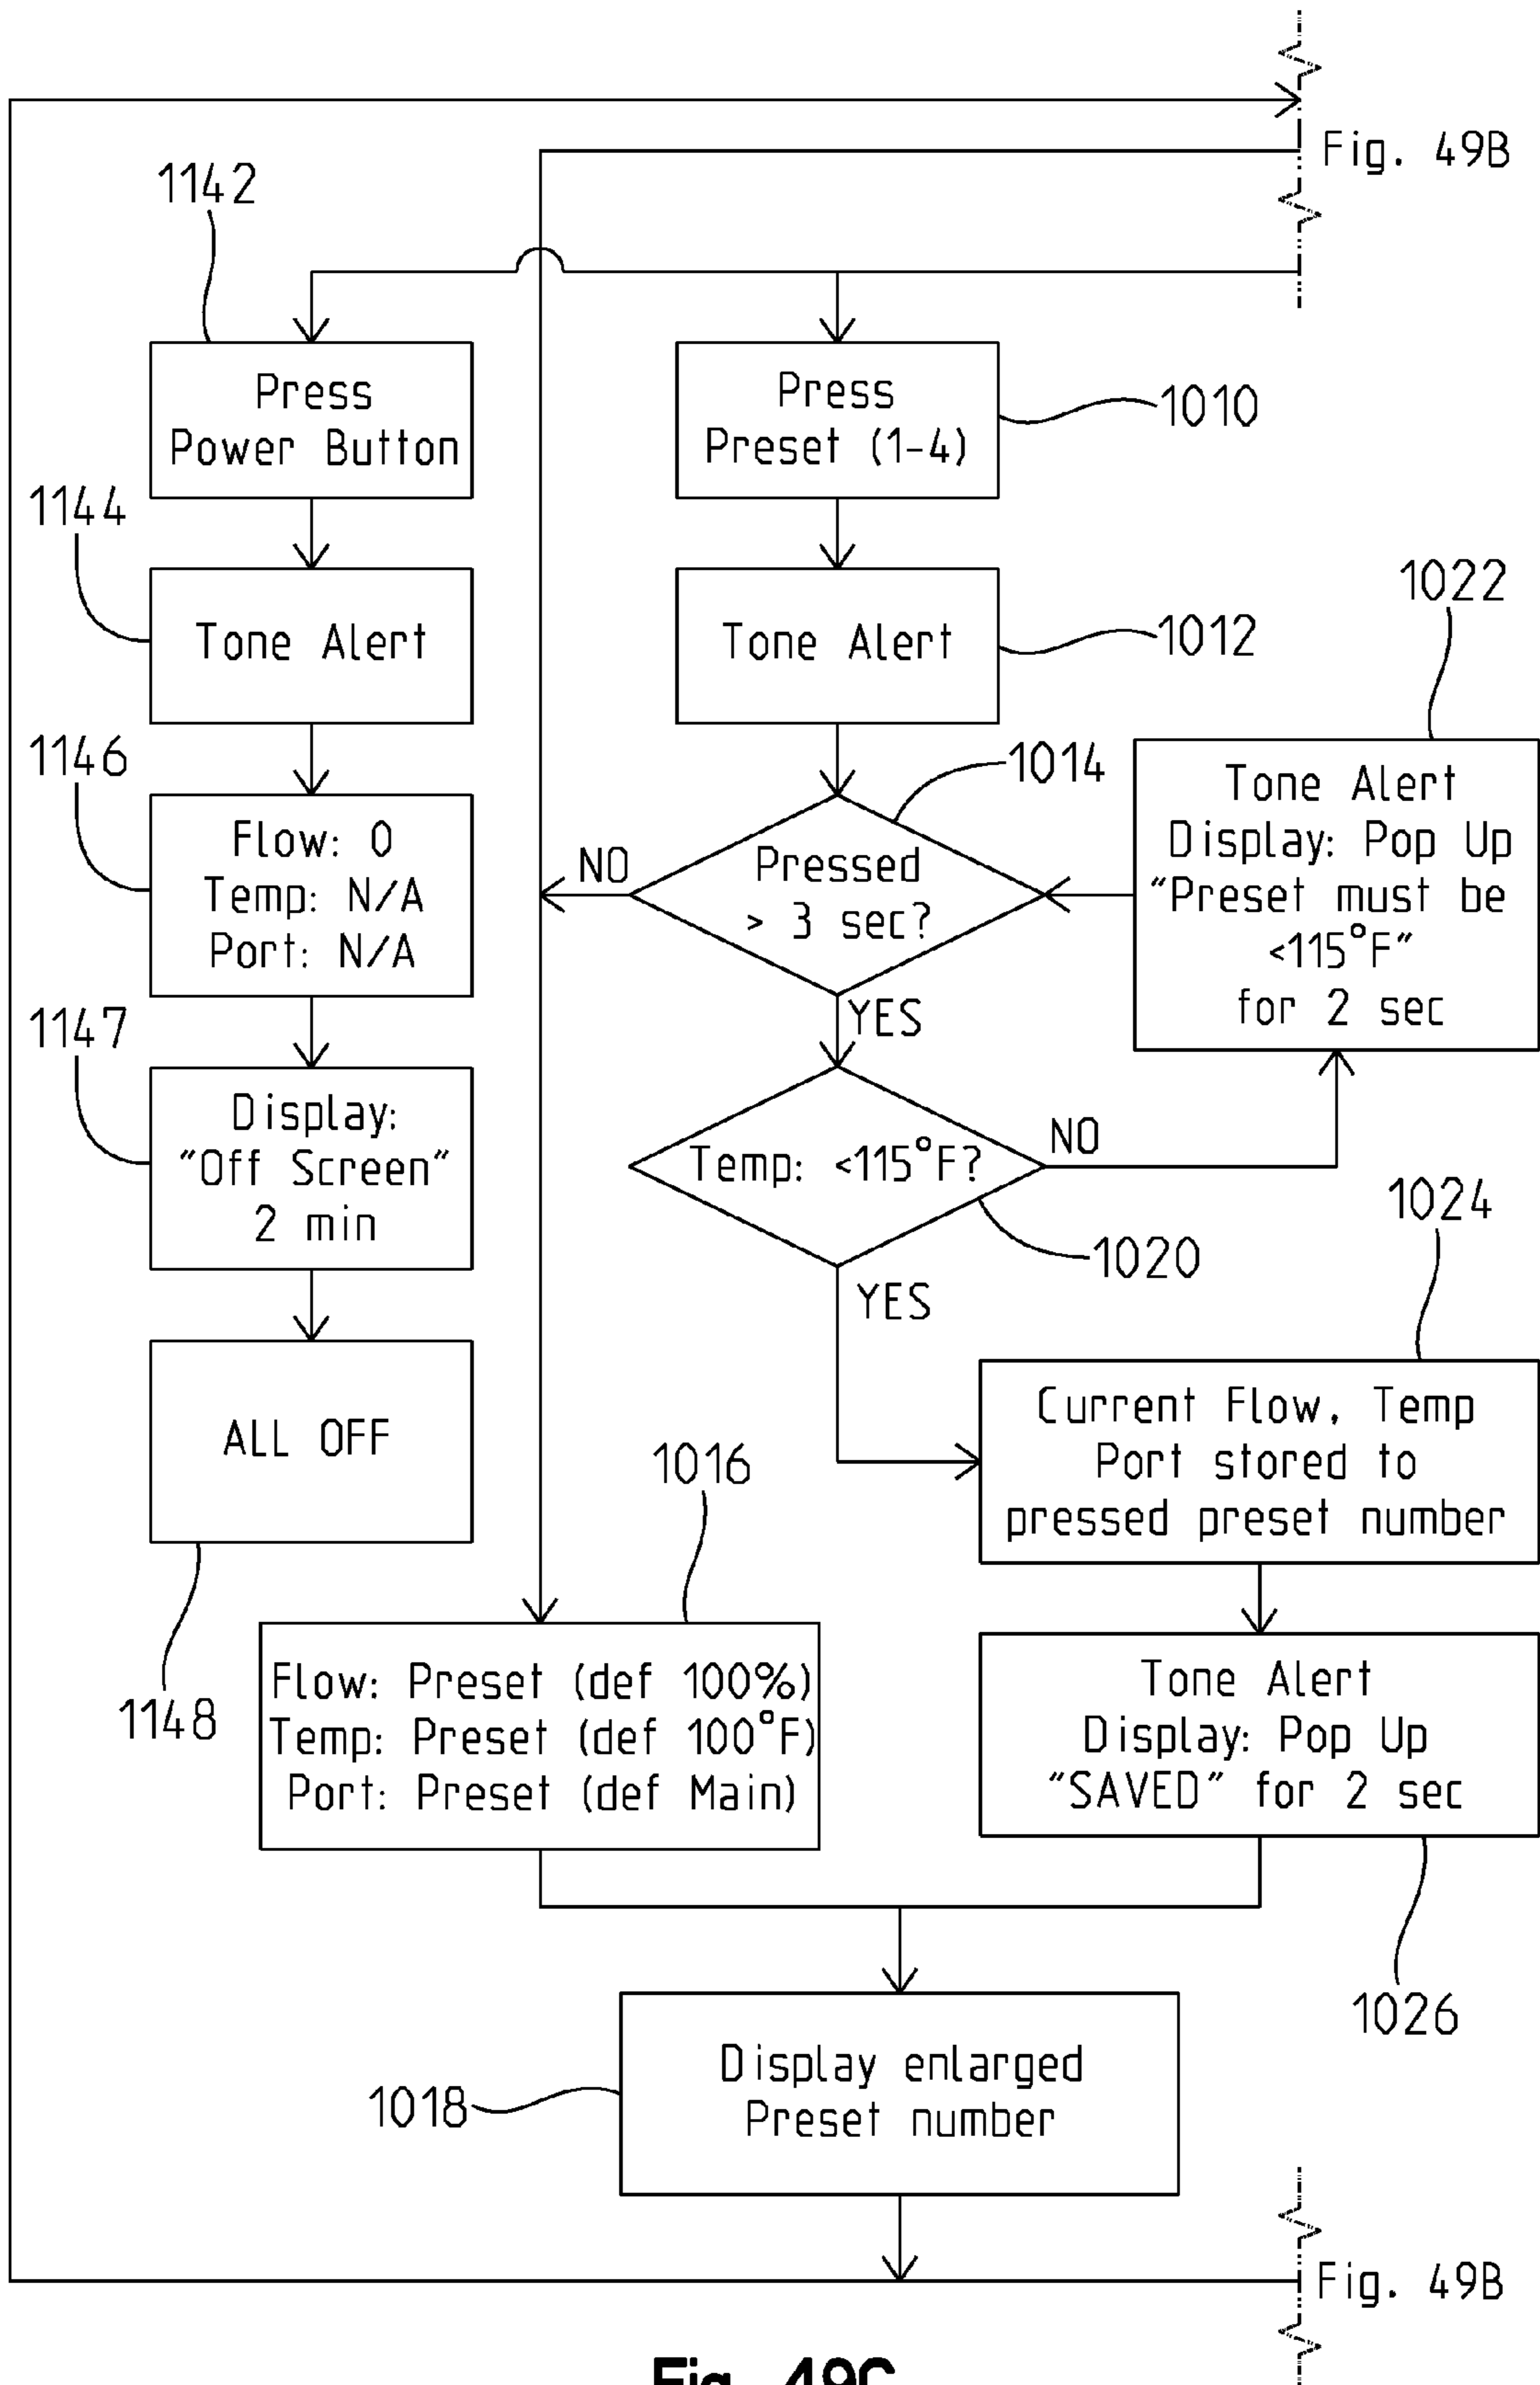 Fig. 49B
1142
Press
Power Button
Press
Preset (1-4)
1010
1144
Tone Alert
Tone Alert
1012
1022
1146
Flow: 0
Temp: N/A
Port: N/A
1014
NO
Pressed
> 3 sec?
YES
Tone Alert
Display: Pop Up
"Preset must be
<115°F"
for 2 sec
1147
Display:
"Off Screen"
2 min
Temp: <115°F?
NO
1020
YES
1024
ALL OFF
1148
1016
Current Flow, Temp
Port stored to
pressed preset number
Flow: Preset (def 100%)
Temp: Preset (def 100°F)
Port: Preset (def Main)
Tone Alert
Display: Pop Up
"SAVED" for 2 sec
1026
1018
Display enlarged
Preset number
Fig. 49B
Fig. 49C